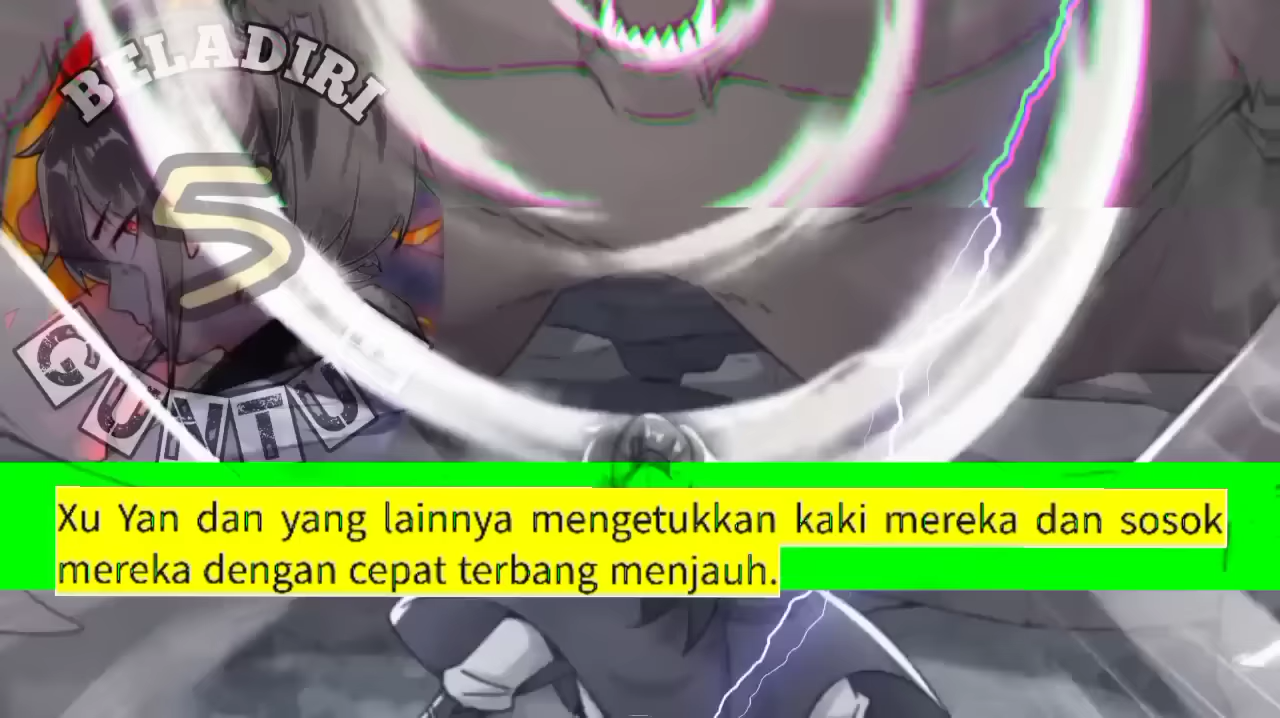 BELADIRI
5
GUNTU
Xu Yan dan yang lainnya mengetukkan kaki mereka dan sosok
mereka dengan cepat terbang menjauh.